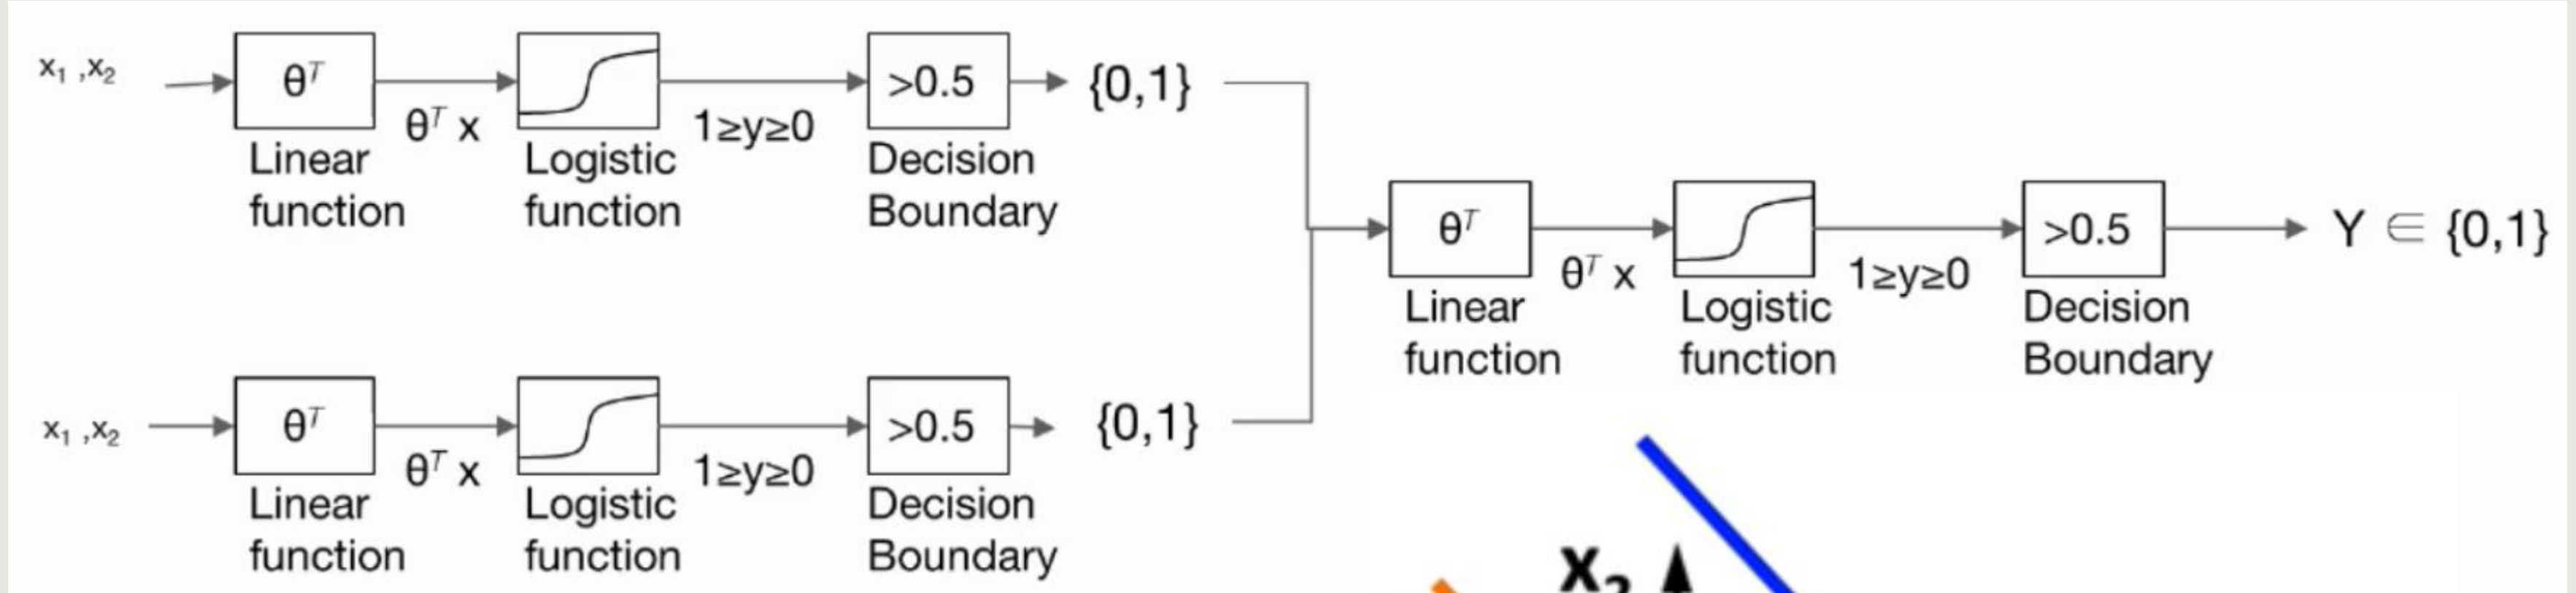 x₁ ,x₂
θᵀ
θᵀ x
1≥y≥0
>0.5
{0,1}
Linear
function
Logistic
function
Decision
Boundary
x₁ ,x₂
θᵀ
θᵀ x
1≥y≥0
>0.5
{0,1}
Linear
function
Logistic
function
Decision
Boundary
θᵀ
θᵀ x
1≥y≥0
>0.5
Y ∈ {0,1}
Linear
function
Logistic
function
Decision
Boundary
x₂